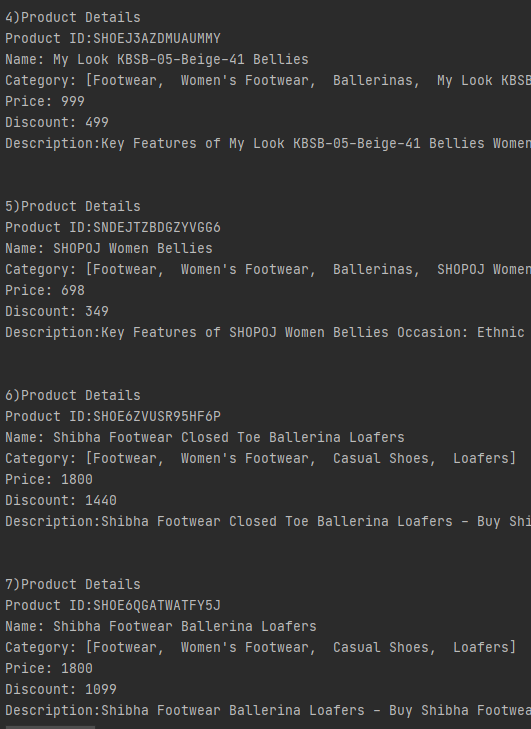 4)Product Details
Product ID:SHOEJ3AZDMUAUMMY
Name: My Look KBSB-05-Beige-41 Bellies
Category: [Footwear,  Women's Footwear,  Ballerinas,  My Look KBSB
Price: 999
Discount: 499
Description:Key Features of My Look KBSB-05-Beige-41 Bellies Women
5)Product Details
Product ID:SNDEJTZBDGZYVGG6
Name: SHOPOJ Women Bellies
Category: [Footwear,  Women's Footwear,  Ballerinas,  SHOPOJ Women
Price: 698
Discount: 349
Description:Key Features of SHOPOJ Women Bellies Occasion: Ethnic
6)Product Details
Product ID:SHOE6ZVUSR95HF6P
Name: Shibha Footwear Closed Toe Ballerina Loafers
Category: [Footwear,  Women's Footwear,  Casual Shoes,  Loafers]
Price: 1800
Discount: 1440
Description:Shibha Footwear Closed Toe Ballerina Loafers - Buy Shi
7)Product Details
Product ID:SHOE6QGATWATFY5J
Name: Shibha Footwear Ballerina Loafers
Category: [Footwear,  Women's Footwear,  Casual Shoes,  Loafers]
Price: 1800
Discount: 1099
Description:Shibha Footwear Ballerina Loafers - Buy Shibha Footwea